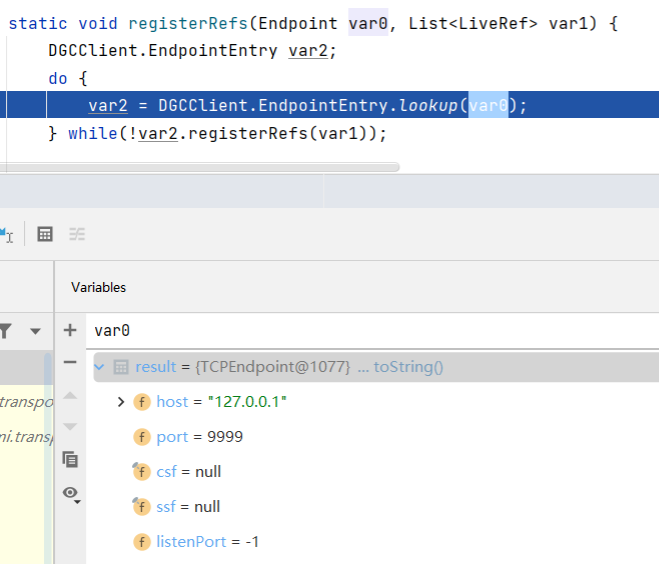 static void registerRefs(Endpoint var0, List<LiveRef> var1) {
DGCClient.EndpointEntry var2;
do {
var2 = DGCClient.EndpointEntry.lookup(var0);
} while(!var2.registerRefs(var1));
Variables
var0
result = {TCPEndpoint@1077} ... toString()
host = "127.0.0.1"
transpo
port = 9999
mi.transp
csf = null
ssf = null
listenPort = -1